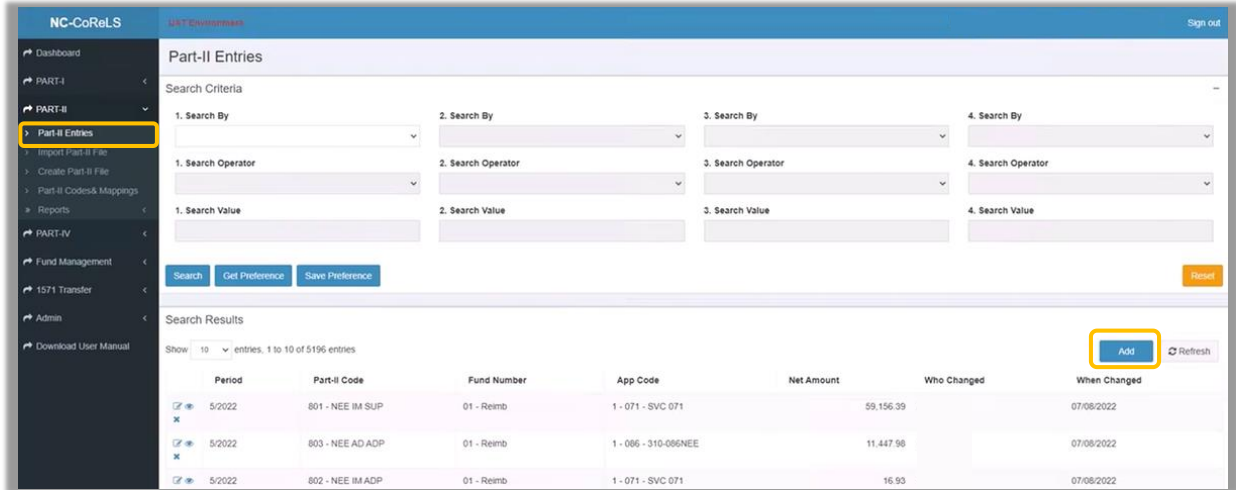 NC-CoReLS UAT Environment Sign out
Dashboard
PART-I
PART-II
Part-II Entries
Import Part-II File
Create Part-II File
Part-II Codes& Mappings
Reports
PART-IV
Fund Management
1571 Transfer
Admin
Download User Manual
Part-II Entries
Search Criteria
1. Search By 2. Search By 3. Search By 4. Search By
1. Search Operator 2. Search Operator 3. Search Operator 4. Search Operator
1. Search Value 2. Search Value 3. Search Value 4. Search Value
Search Get Preference Save Preference Reset
Search Results
Show 10 entries, 1 to 10 of 5196 entries Add Refresh
Period Part-II Code Fund Number App Code Net Amount Who Changed When Changed
5/2022 801 - NEE IM SUP 01 - Reimb 1 - 071 - SVC 071 59,156.39 07/08/2022
5/2022 803 - NEE AD ADP 01 - Reimb 1 - 086 - 310-086NEE 11,447.98 07/08/2022
5/2022 802 - NEE IM ADP 01 - Reimb 1 - 071 - SVC 071 16.93 07/08/2022